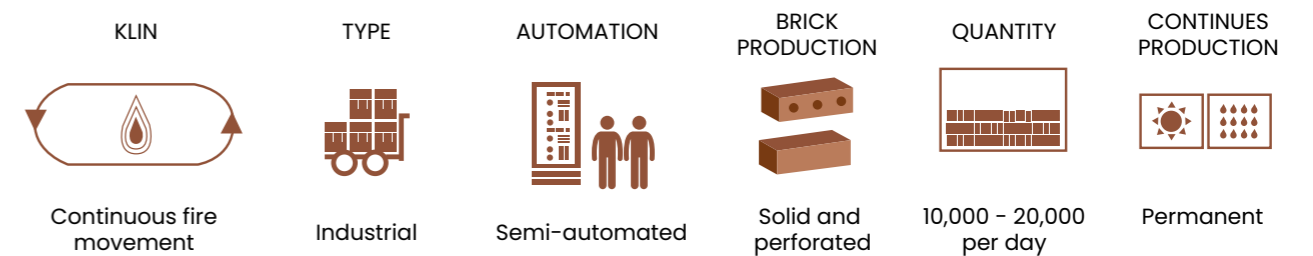 KLIN
TYPE
AUTOMATION
BRICK
PRODUCTION
QUANTITY
CONTINUES
PRODUCTION
Continuous fire
movement
Industrial
Semi-automated
Solid and
perforated
10,000 - 20,000
per day
Permanent